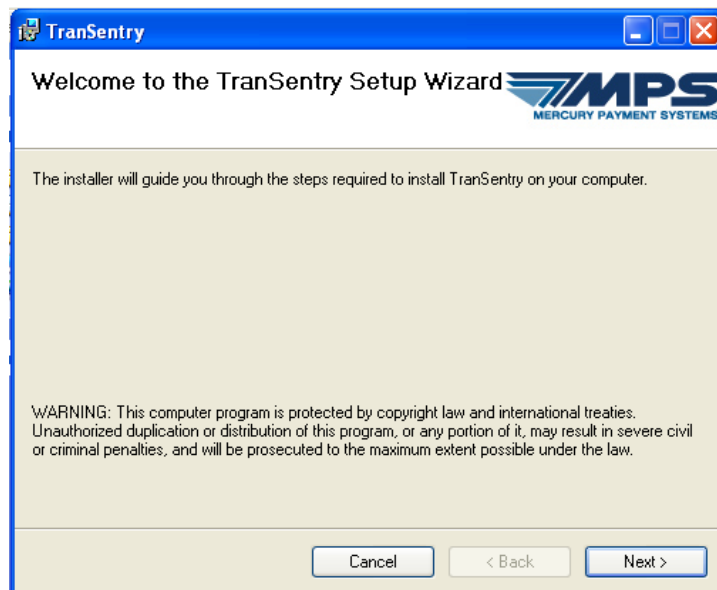 TranSentry
Welcome to the TranSentry Setup Wizard
MPS
MERCURY PAYMENT SYSTEMS
The installer will guide you through the steps required to install TranSentry on your computer.
WARNING: This computer program is protected by copyright law and international treaties.
Unauthorized duplication or distribution of this program, or any portion of it, may result in severe civil
or criminal penalties, and will be prosecuted to the maximum extent possible under the law.
Cancel
< Back
Next >